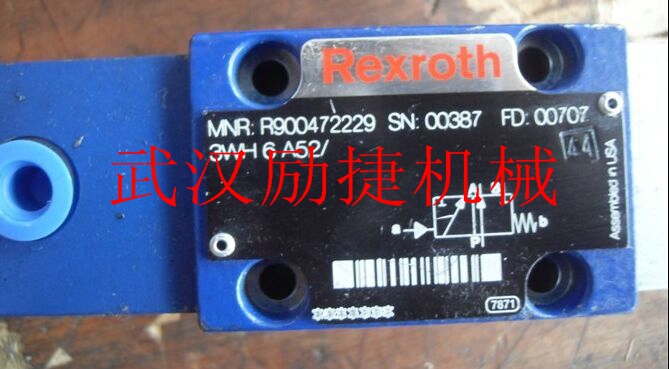 Rexroth
MNR: R900472229 SN: 00387 FD: 00707
3WH 6 A52/
44
Assembled in USA
武汉励捷机械
a
b
P
7871